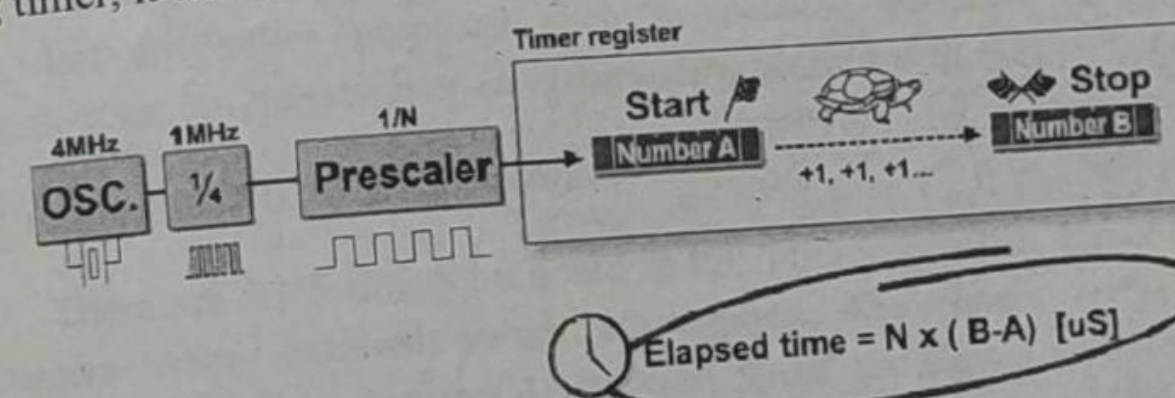 timer,
Timer register
4MHz
1MHz
1/N
OSC.
1/4
Prescaler
Start
Number A
+1, +1, +1...
Stop
Number B
Elapsed time = N x ( B-A) [uS]